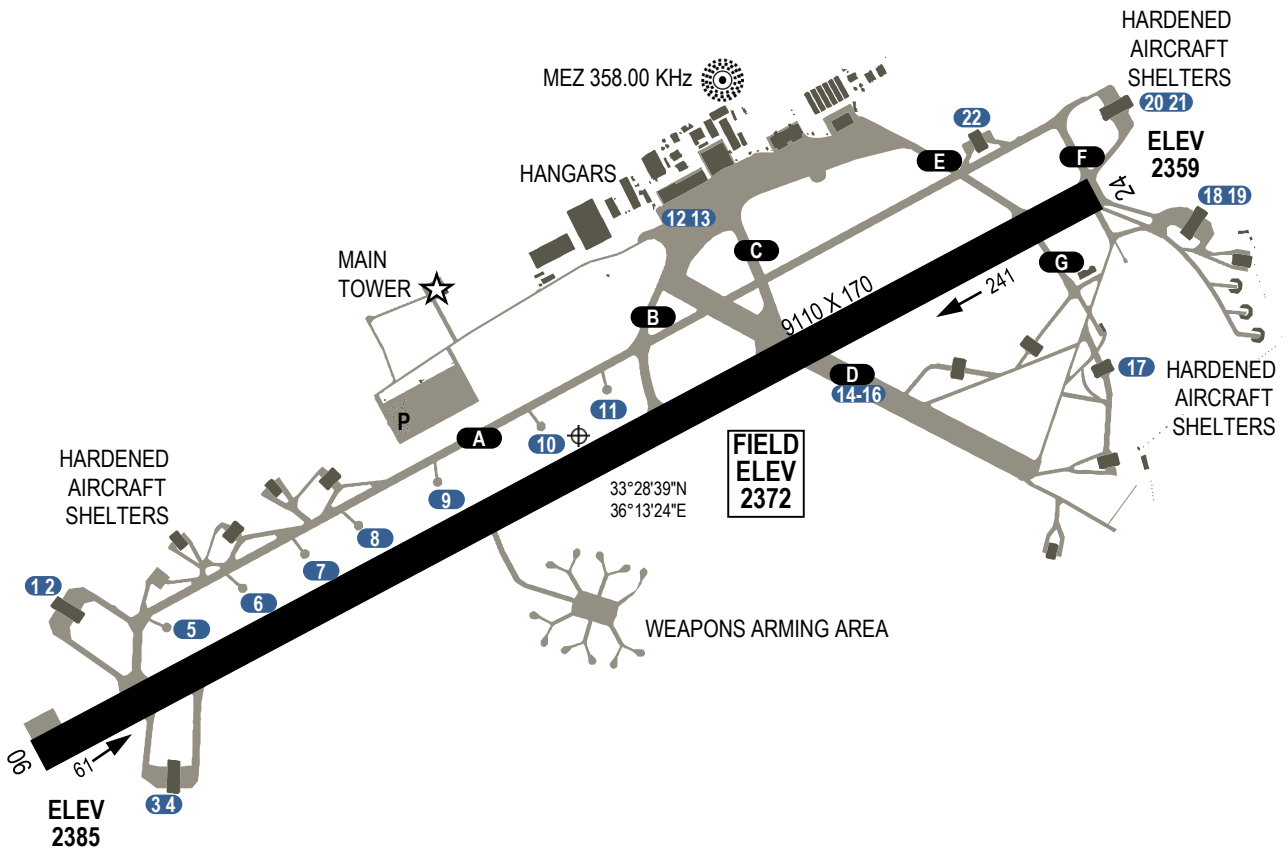 HARDENED
AIRCRAFT
SHELTERS
MEZ 358.00 KHz
20 21
22
ELEV
2359
E
F
24
HANGARS
18 19
12 13
MAIN
TOWER
C
G
241
B
9110 X 170
D
14-16
17
HARDENED
AIRCRAFT
SHELTERS
11
P
A
10
FIELD
ELEV
2372
HARDENED
AIRCRAFT
SHELTERS
33°28'39"N
36°13'24"E
9
8
7
1 2
6
5
WEAPONS ARMING AREA
06
61
3 4
ELEV
2385